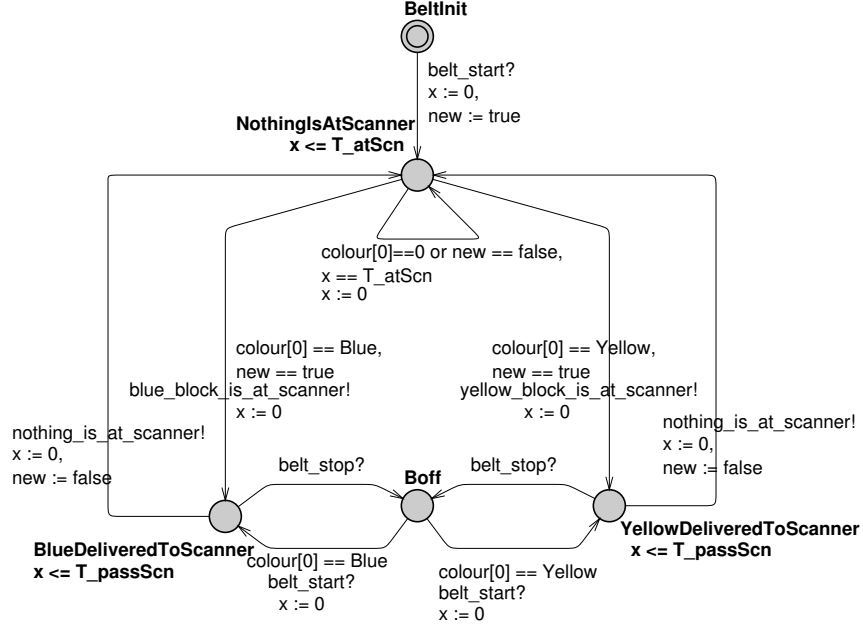 BeltInit
belt_start?
x := 0,
new := true
NothingIsAtScanner
x <= T_atScn
colour[0]==0 or new == false,
x == T_atScn
x := 0
colour[0] == Blue,
new == true
blue_block_is_at_scanner!
x := 0
colour[0] == Yellow,
new == true
yellow_block_is_at_scanner!
x := 0
nothing_is_at_scanner!
x := 0,
new := false
nothing_is_at_scanner!
x := 0,
new := false
belt_stop?
Boff
belt_stop?
BlueDeliveredToScanner
x <= T_passScn
YellowDeliveredToScanner
x <= T_passScn
colour[0] == Blue
belt_start?
x := 0
colour[0] == Yellow
belt_start?
x := 0